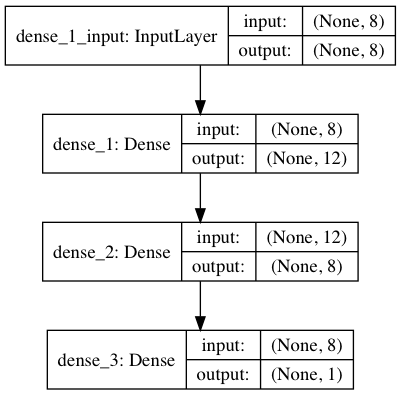 dense_1_input: InputLayer
input: (None, 8)
output: (None, 8)
dense_1: Dense
input: (None, 8)
output: (None, 12)
dense_2: Dense
input: (None, 12)
output: (None, 8)
dense_3: Dense
input: (None, 8)
output: (None, 1)